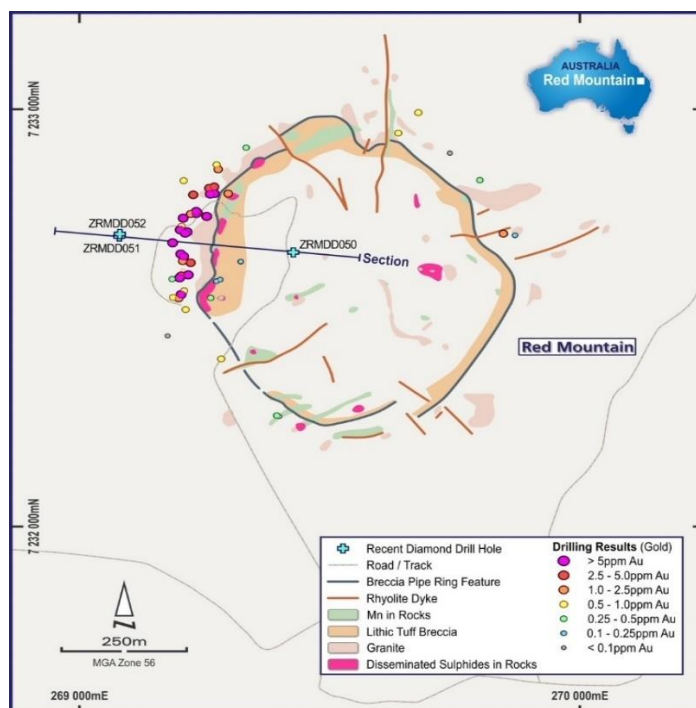 AUSTRALIA
Red Mountain
7 233 000mN
ZRMDD052
ZRMDD051
ZRMDD050
Section
Red Mountain
7 232 000mN
N
250m
MGA Zone 56
Recent Diamond Drill Hole
Road / Track
Breccia Pipe Ring Feature
Rhyolite Dyke
Mn in Rocks
Lithic Tuff Breccia
Granite
Disseminated Sulphides in Rocks
Drilling Results (Gold)
> 5ppm Au
2.5 - 5.0ppm Au
1.0 - 2.5ppm Au
0.5 - 1.0ppm Au
0.25 - 0.5ppm Au
0.1 - 0.25ppm Au
< 0.1ppm Au
269 000mE
270 000mE